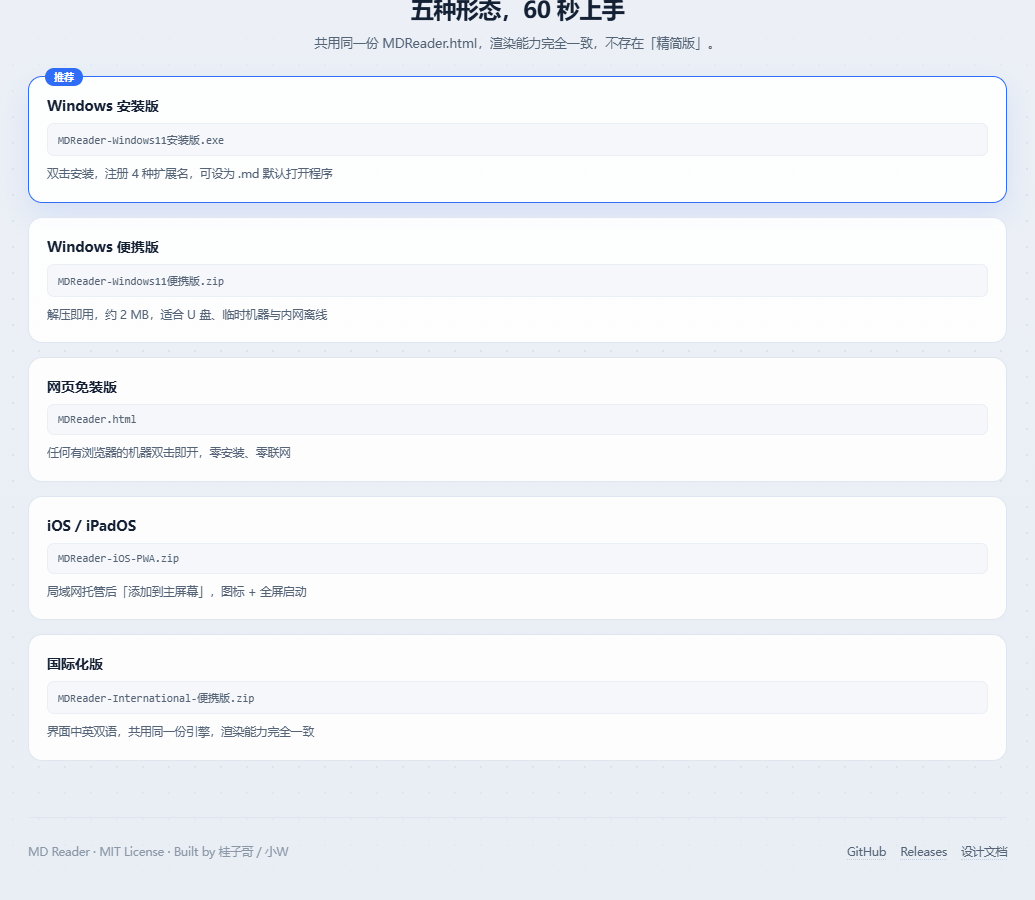 五种形态，60 秒上手
共用同一份 MDReader.html，渲染能力完全一致，不存在「精简版」。
推荐
Windows 安装版
MDReader-Windows11安装版.exe
双击安装，注册 4 种扩展名，可设为 .md 默认打开程序
Windows 便携版
MDReader-Windows11便携版.zip
解压即用，约 2 MB，适合 U 盘、临时机器与内网离线
网页免装版
MDReader.html
任何有浏览器的机器双击即开，零安装、零联网
iOS / iPadOS
MDReader-iOS-PWA.zip
局域网托管后「添加到主屏幕」，图标 + 全屏启动
国际化版
MDReader-International-便携版.zip
界面中英双语，共用同一份引擎，渲染能力完全一致
MD Reader · MIT License · Built by 桂子哥 / 小W
GitHub Releases 设计文档